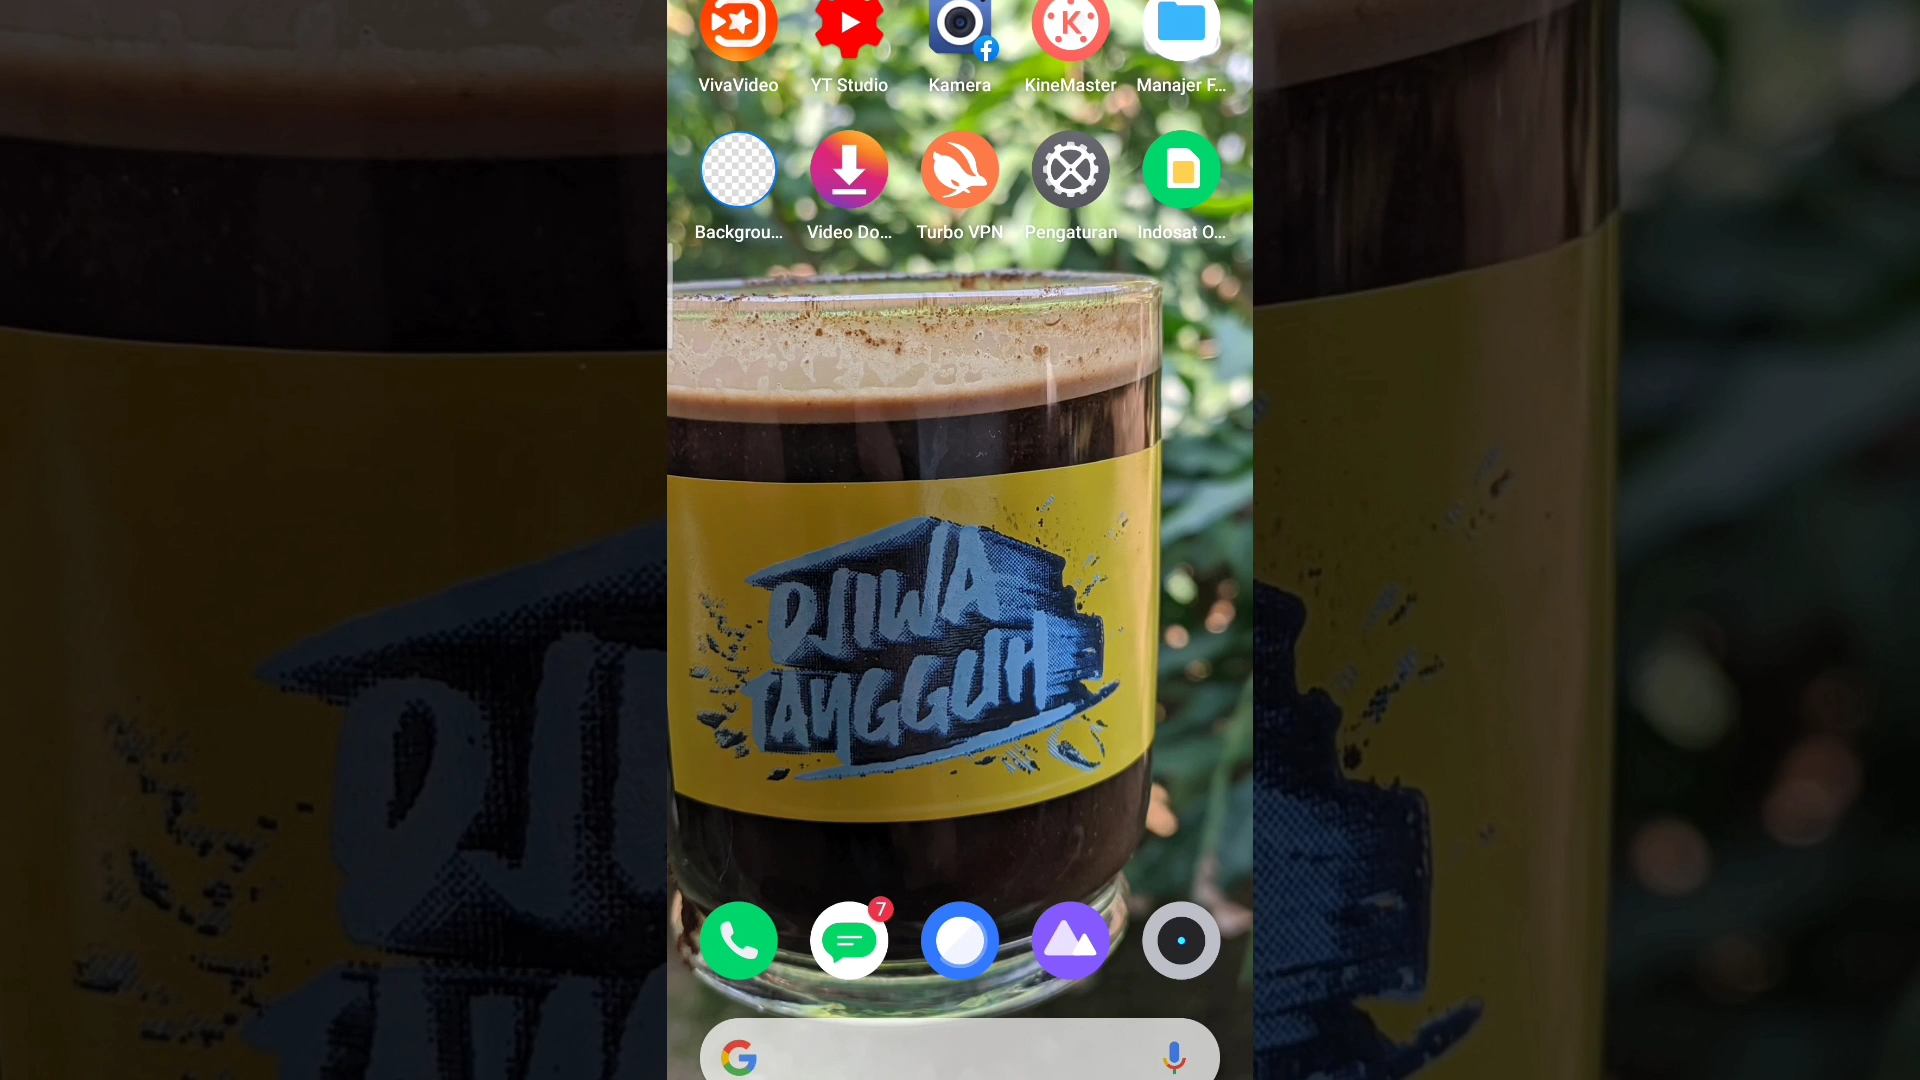 VivaVideo YT Studio Kamera KineMaster Manajer F...
Backgrou... Video Do... Turbo VPN Pengaturan Indosat O...
DJIWA
TANGGUH
7